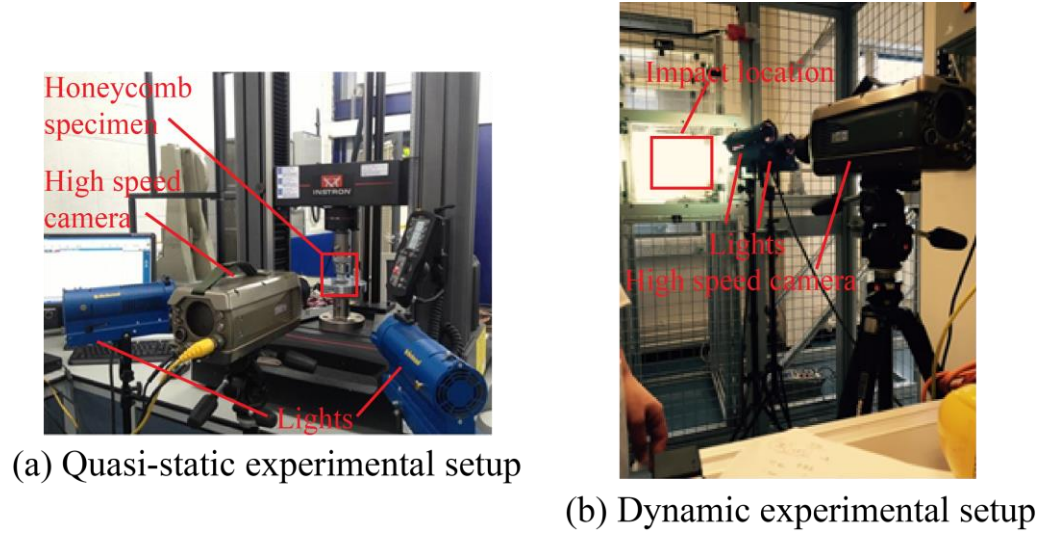 Honeycomb
specimen
High speed
camera
INSTRON
Lights
(a) Quasi-static experimental setup
Impact location
Lights
High speed camera
(b) Dynamic experimental setup